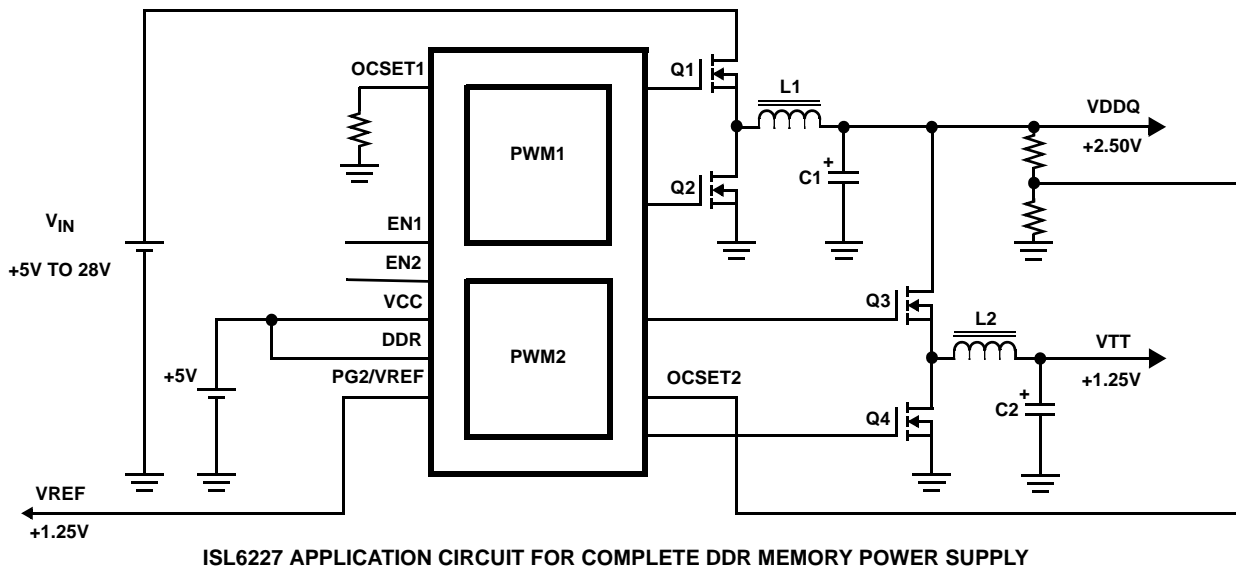 OCSET1
Q1
L1
VDDQ
+2.50V
PWM1
+
C1
Q2
VIN
+5V TO 28V
EN1
EN2
VCC
Q3
L2
DDR
PWM2
VTT
+1.25V
+5V
PG2/VREF
OCSET2
+
C2
Q4
VREF
+1.25V
ISL6227 APPLICATION CIRCUIT FOR COMPLETE DDR MEMORY POWER SUPPLY